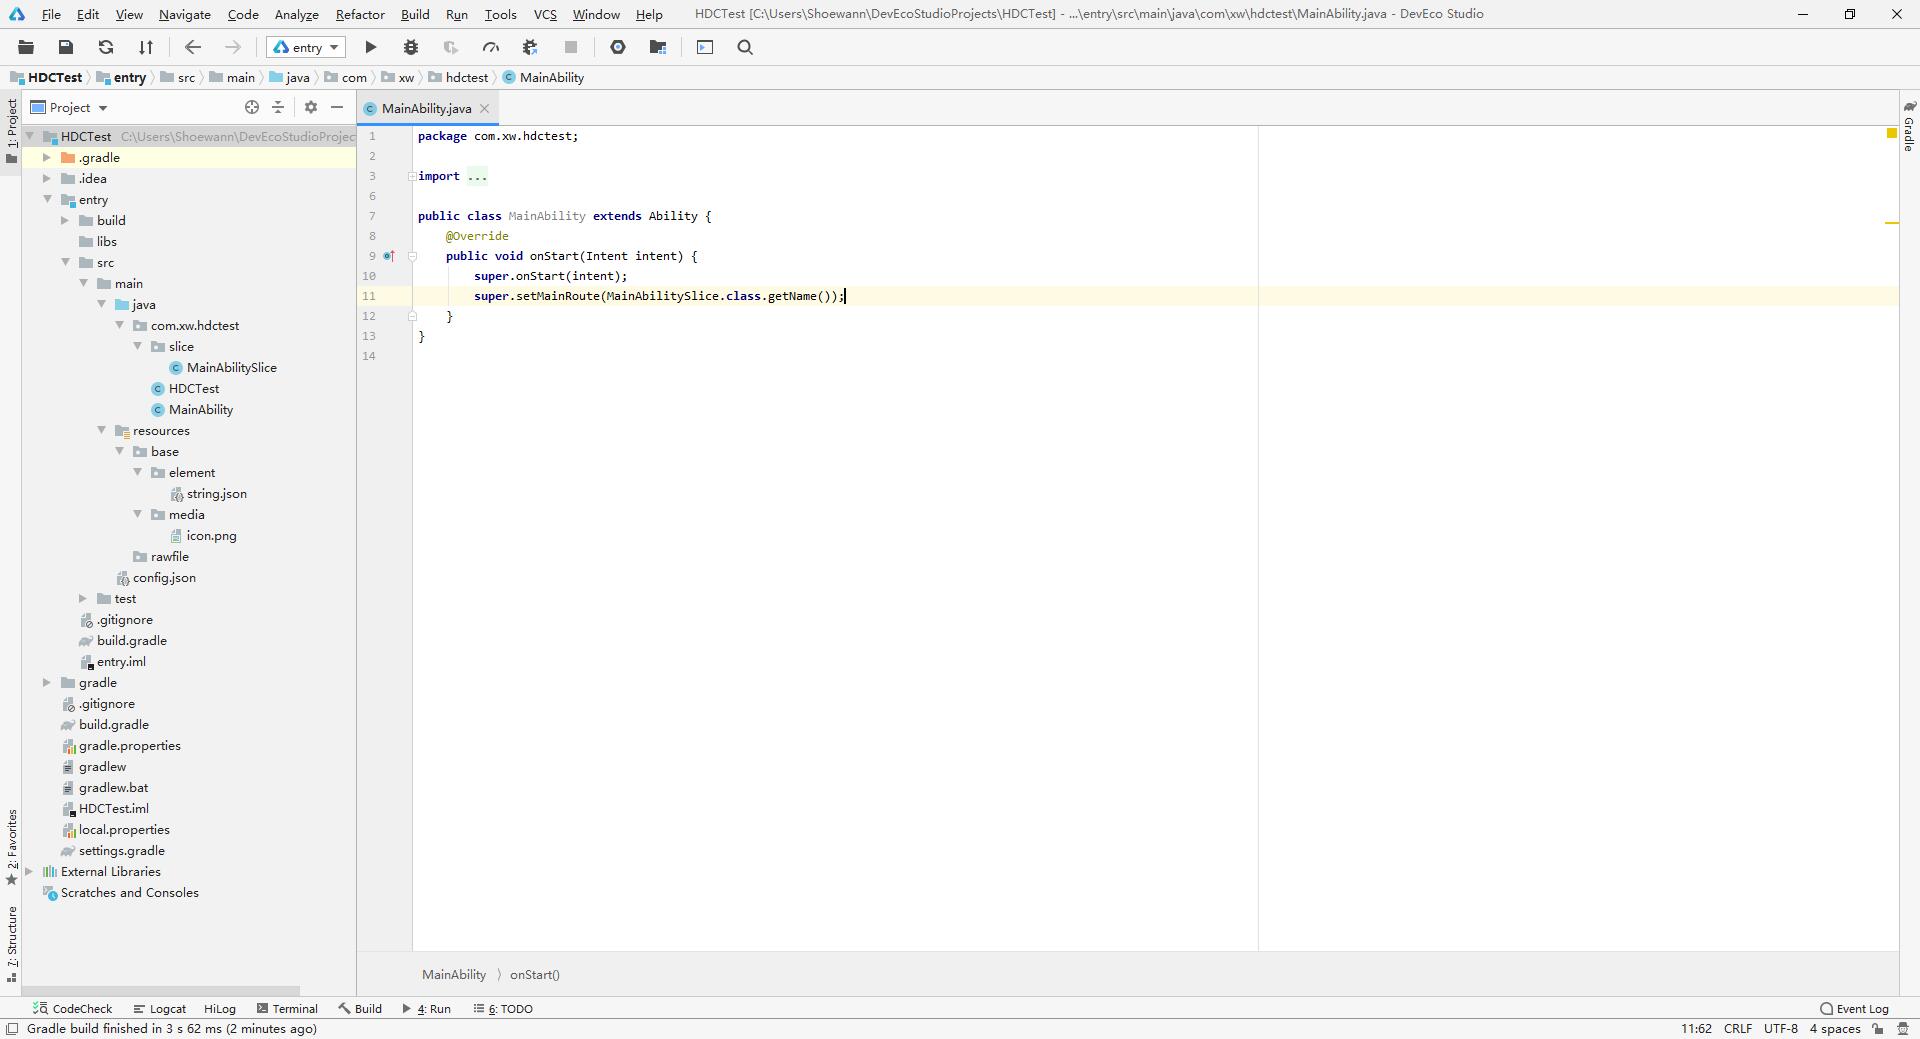 File Edit View Navigate Code Analyze Refactor Build Run Tools VCS Window Help HDCTest [C:\Users\Shoewann\DevEcoStudioProjects\HDCTest] - ...\entry\src\main\java\com\xw\hdctest\MainAbility.java - DevEco Studio
entry
HDCTest entry src main java com xw hdctest MainAbility
1: Project
Project
MainAbility.java
Gradle
HDCTest C:\Users\Shoewann\DevEcoStudioProjec
.gradle
.idea
entry
build
libs
src
main
java
com.xw.hdctest
slice
MainAbilitySlice
HDCTest
MainAbility
resources
base
element
string.json
media
icon.png
rawfile
config.json
test
.gitignore
build.gradle
entry.iml
gradle
.gitignore
build.gradle
gradle.properties
gradlew
gradlew.bat
HDCTest.iml
local.properties
settings.gradle
External Libraries
Scratches and Consoles
2: Favorites
7: Structure
1 package com.xw.hdctest;
2
3 import ...
6
7 public class MainAbility extends Ability {
8 @Override
9 public void onStart(Intent intent) {
10 super.onStart(intent);
11 super.setMainRoute(MainAbilitySlice.class.getName());
12 }
13 }
14
MainAbility onStart()
CodeCheck Logcat HiLog Terminal Build 4: Run 6: TODO Event Log
Gradle build finished in 3 s 62 ms (2 minutes ago) 11:62 CRLF UTF-8 4 spaces